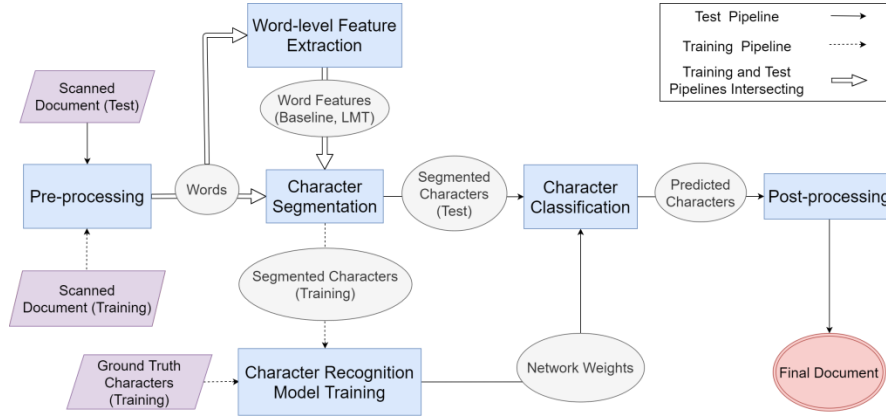 Word-level Feature
Extraction
Test Pipeline
Training Pipeline
Training and Test
Pipelines Intersecting
Scanned
Document (Test)
Word Features
(Baseline, LMT)
Pre-processing
Words
Character
Segmentation
Segmented
Characters
(Test)
Character
Classification
Predicted
Characters
Post-processing
Scanned
Document (Training)
Segmented Characters
(Training)
Ground Truth
Characters
(Training)
Character Recognition
Model Training
Network Weights
Final Document